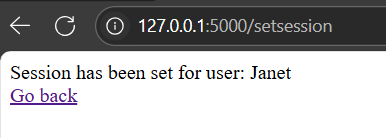 127.0.0.1:5000/setsession
Session has been set for user: Janet
Go back